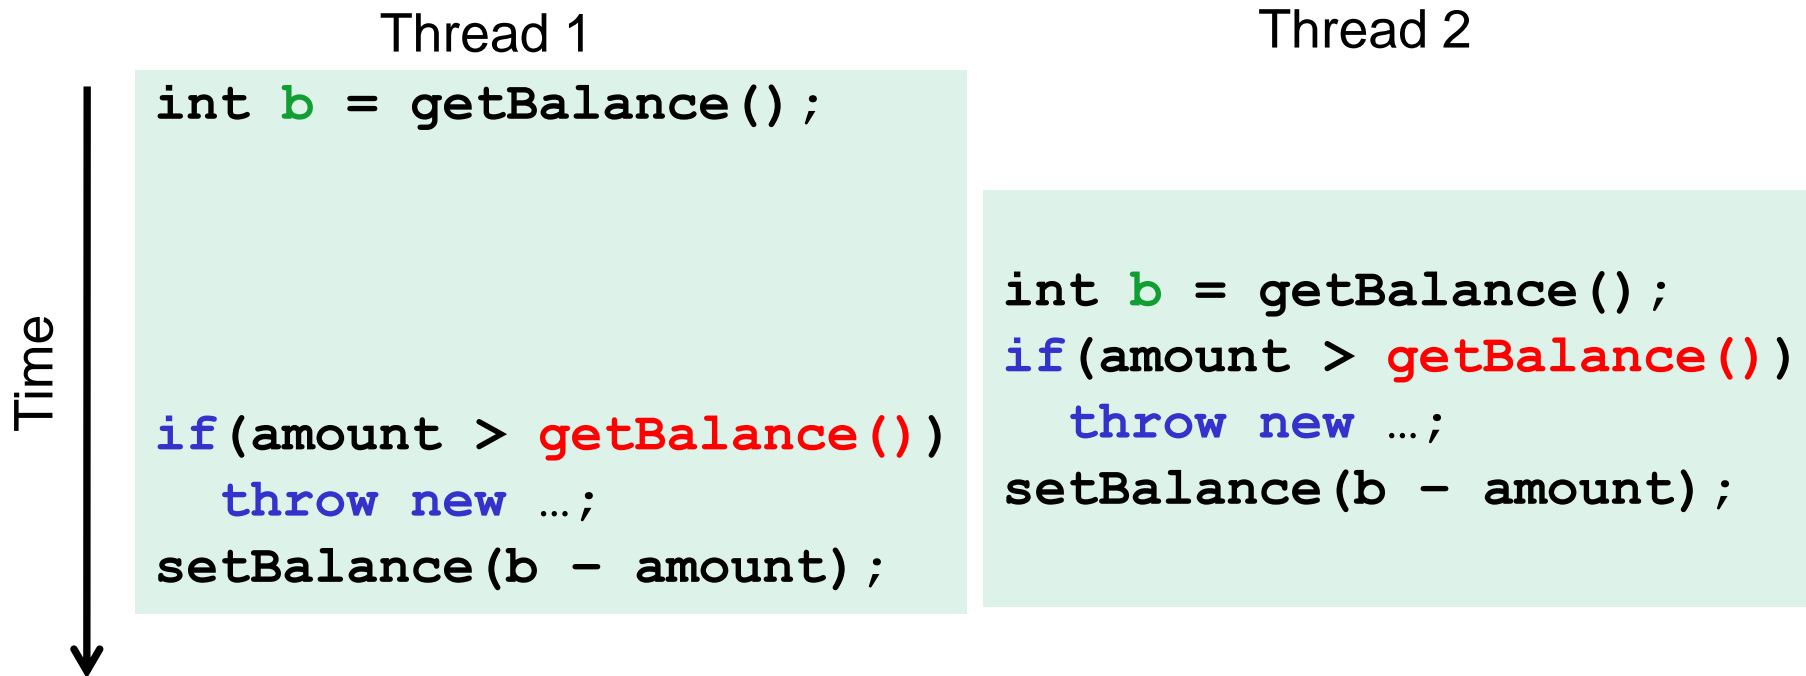 Thread 1
Thread 2
Time
int b = getBalance();
if(amount > getBalance())
  throw new …;
setBalance(b – amount);
int b = getBalance();
if(amount > getBalance())
  throw new …;
setBalance(b – amount);